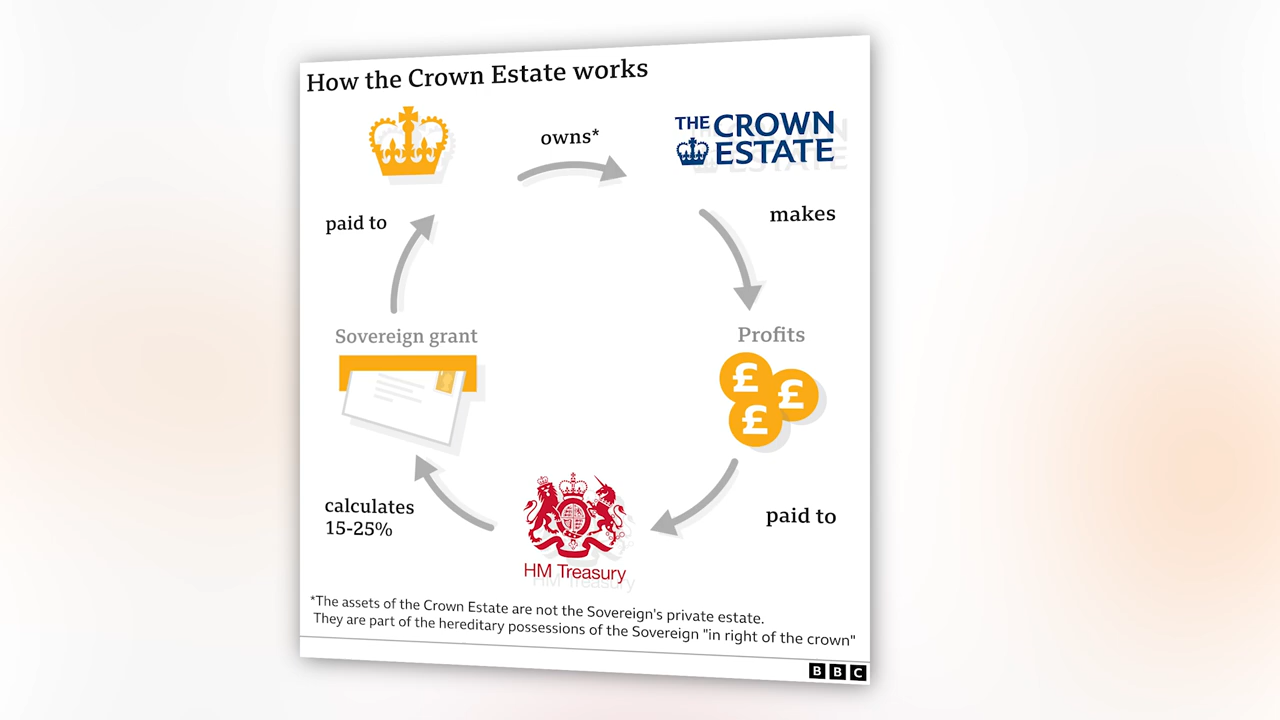 How the Crown Estate works
owns*
THE CROWN
ESTATE
makes
Profits
£
£
£
paid to
HM Treasury
calculates
15-25%
Sovereign grant
paid to
*The assets of the Crown Estate are not the Sovereign's private estate.
They are part of the hereditary possessions of the Sovereign "in right of the crown"
BBC